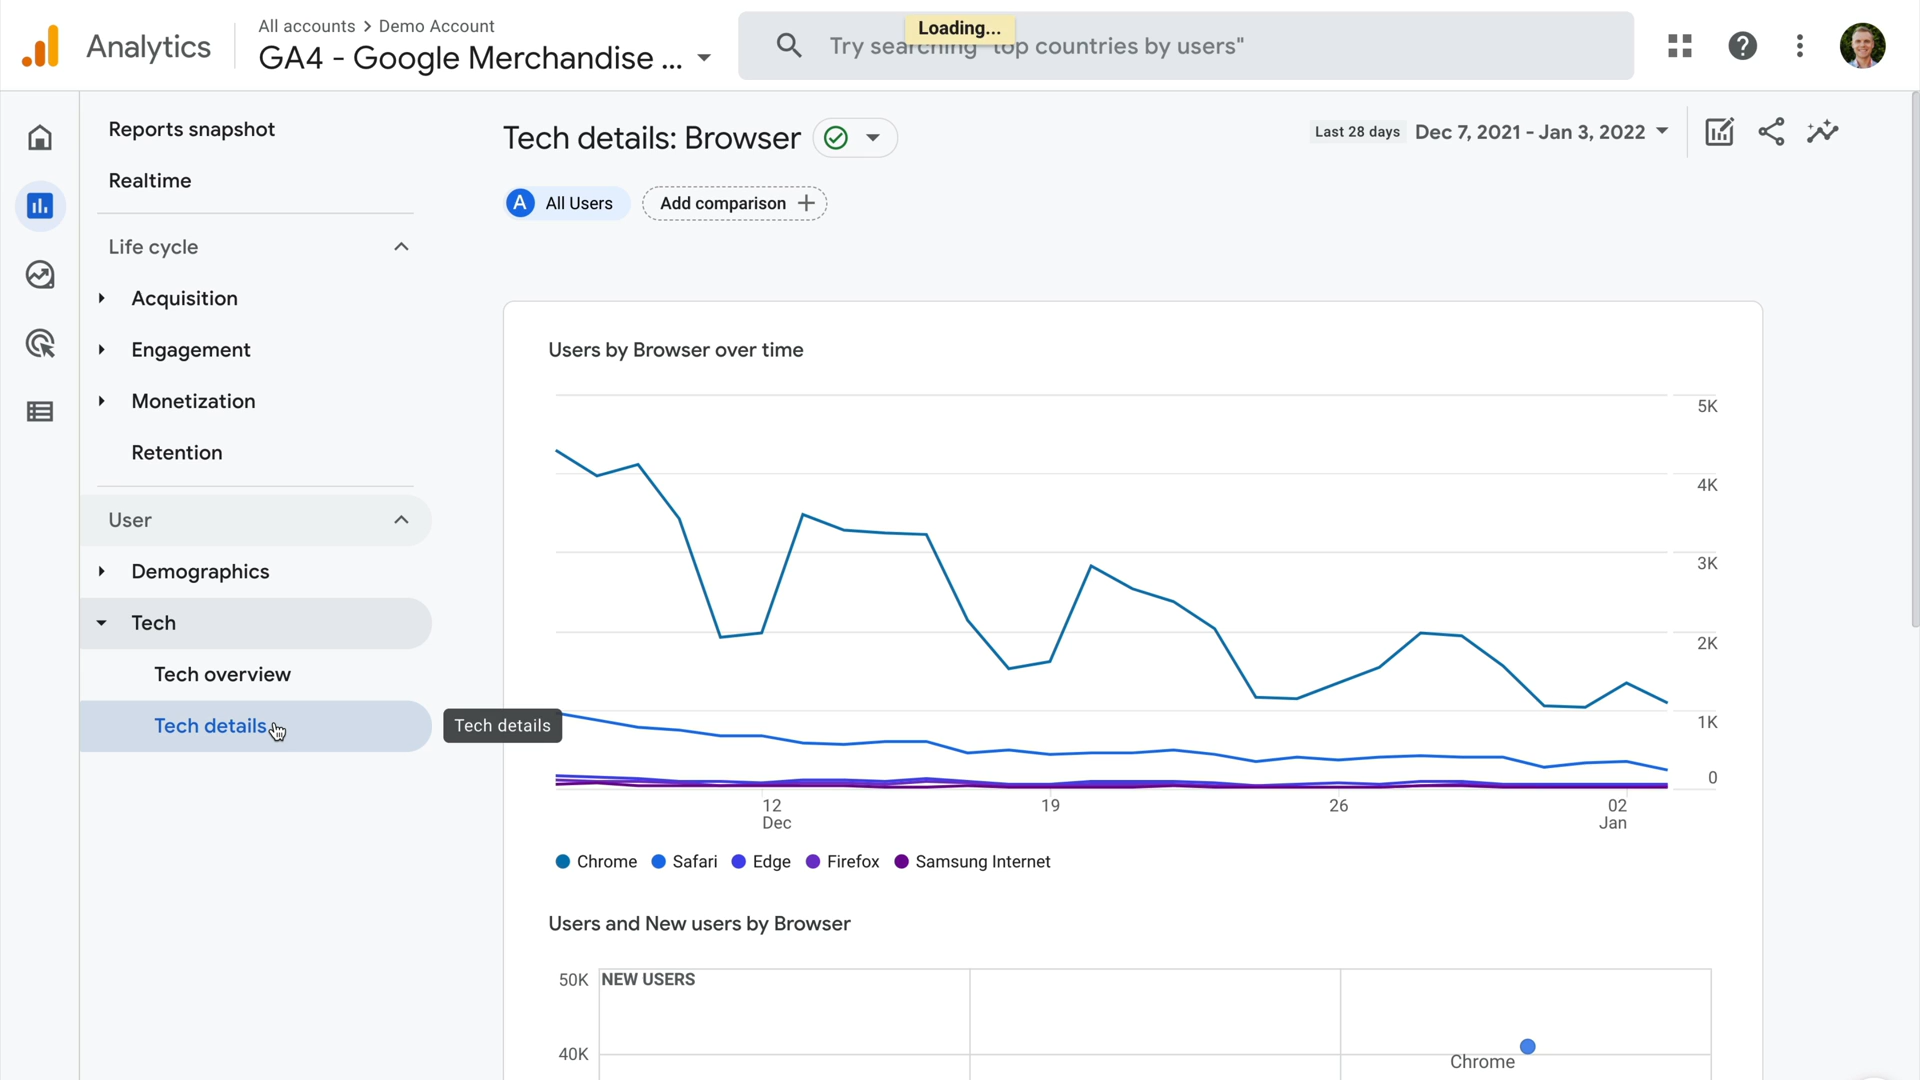 Analytics
All accounts > Demo Account
GA4 - Google Merchandise ...
Loading...
Try searching "top countries by users"
Reports snapshot
Realtime
Life cycle
Acquisition
Engagement
Monetization
Retention
User
Demographics
Tech
Tech overview
Tech details
Tech details
Tech details: Browser
Last 28 days Dec 7, 2021 - Jan 3, 2022
A All Users
Add comparison +
Users by Browser over time
5K
4K
3K
2K
1K
0
12 19 26 02
Dec Jan
Chrome Safari Edge Firefox Samsung Internet
Users and New users by Browser
50K NEW USERS
40K
Chrome